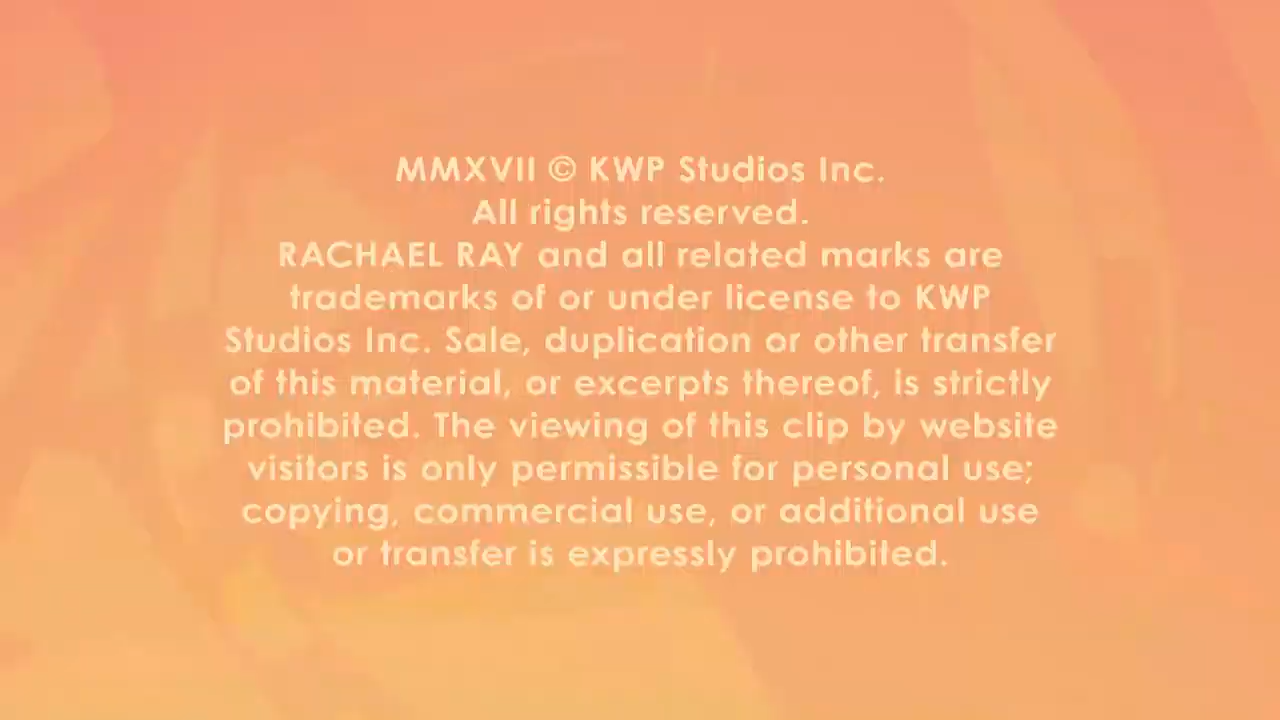 MMXVII © KWP Studios Inc.
All rights reserved.
RACHAEL RAY and all related marks are
trademarks of or under license to KWP
Studios Inc. Sale, duplication or other transfer
of this material, or excerpts thereof, is strictly
prohibited. The viewing of this clip by website
visitors is only permissible for personal use;
copying, commercial use, or additional use
or transfer is expressly prohibited.